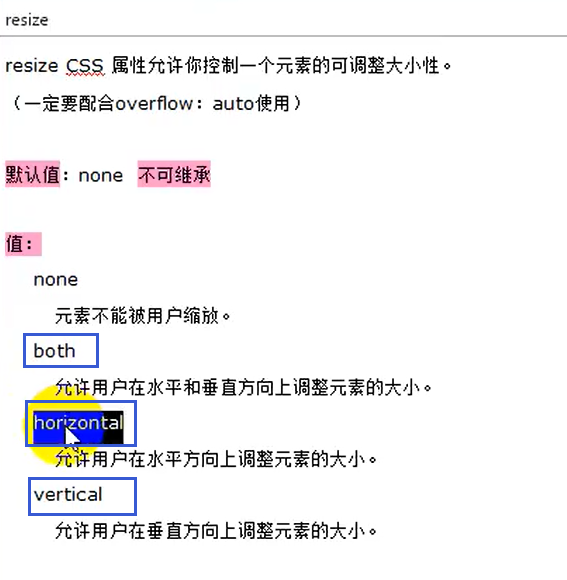 resize
resize CSS 属性允许你控制一个元素的可调整大小性。
（一定要配合overflow：auto使用）
默认值：none 不可继承
值：
none
元素不能被用户缩放。
both
允许用户在水平和垂直方向上调整元素的大小。
horizontal
允许用户在水平方向上调整元素的大小。
vertical
允许用户在垂直方向上调整元素的大小。